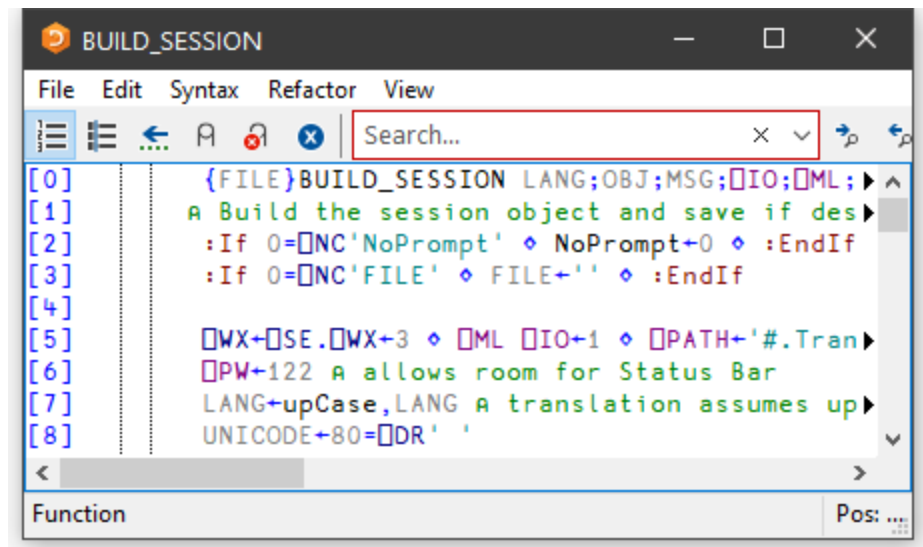 BUILD_SESSION
File Edit Syntax Refactor View
Search...
[0] {FILE}BUILD_SESSION LANG;OBJ;MSG;⎕IO;⎕ML;
[1] ⍝ Build the session object and save if des
[2] :If 0=⎕NC'NoPrompt' ⋄ NoPrompt←0 ⋄ :EndIf
[3] :If 0=⎕NC'FILE' ⋄ FILE←'' ⋄ :EndIf
[4]
[5] ⎕WX←⎕SE.⎕WX←3 ⋄ ⎕ML ⎕IO←1 ⋄ ⎕PATH←'#.Tran
[6] ⎕PW←122 ⍝ allows room for Status Bar
[7] LANG←upCase,LANG ⍝ translation assumes up
[8] UNICODE←80=⎕DR' '
Function Pos: ...